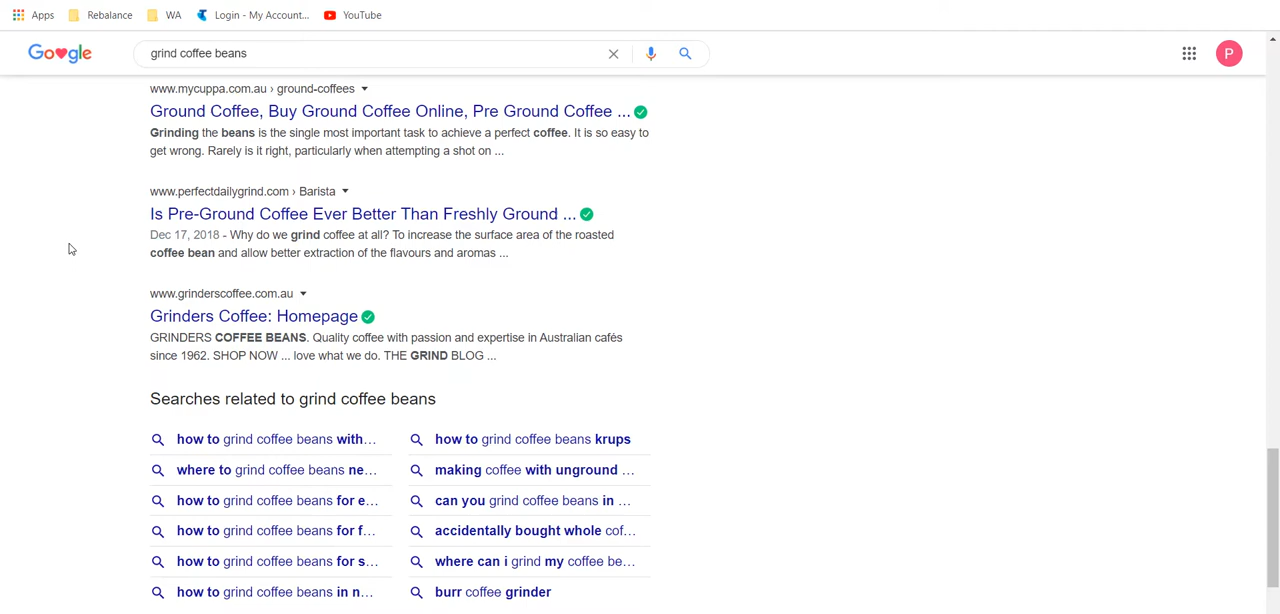 Apps Rebalance WA Login - My Account... YouTube
Go❤gle grind coffee beans P
www.mycuppa.com.au › ground-coffees
Ground Coffee, Buy Ground Coffee Online, Pre Ground Coffee ...
Grinding the beans is the single most important task to achieve a perfect coffee. It is so easy to
get wrong. Rarely is it right, particularly when attempting a shot on ...
www.perfectdailygrind.com › Barista
Is Pre-Ground Coffee Ever Better Than Freshly Ground ...
Dec 17, 2018 - Why do we grind coffee at all? To increase the surface area of the roasted
coffee bean and allow better extraction of the flavours and aromas ...
www.grinderscoffee.com.au
Grinders Coffee: Homepage
GRINDERS COFFEE BEANS. Quality coffee with passion and expertise in Australian cafés
since 1962. SHOP NOW ... love what we do. THE GRIND BLOG ...
Searches related to grind coffee beans
how to grind coffee beans with... how to grind coffee beans krups
where to grind coffee beans ne... making coffee with unground ...
how to grind coffee beans for e... can you grind coffee beans in ...
how to grind coffee beans for f... accidentally bought whole cof...
how to grind coffee beans for s... where can i grind my coffee be...
how to grind coffee beans in n... burr coffee grinder